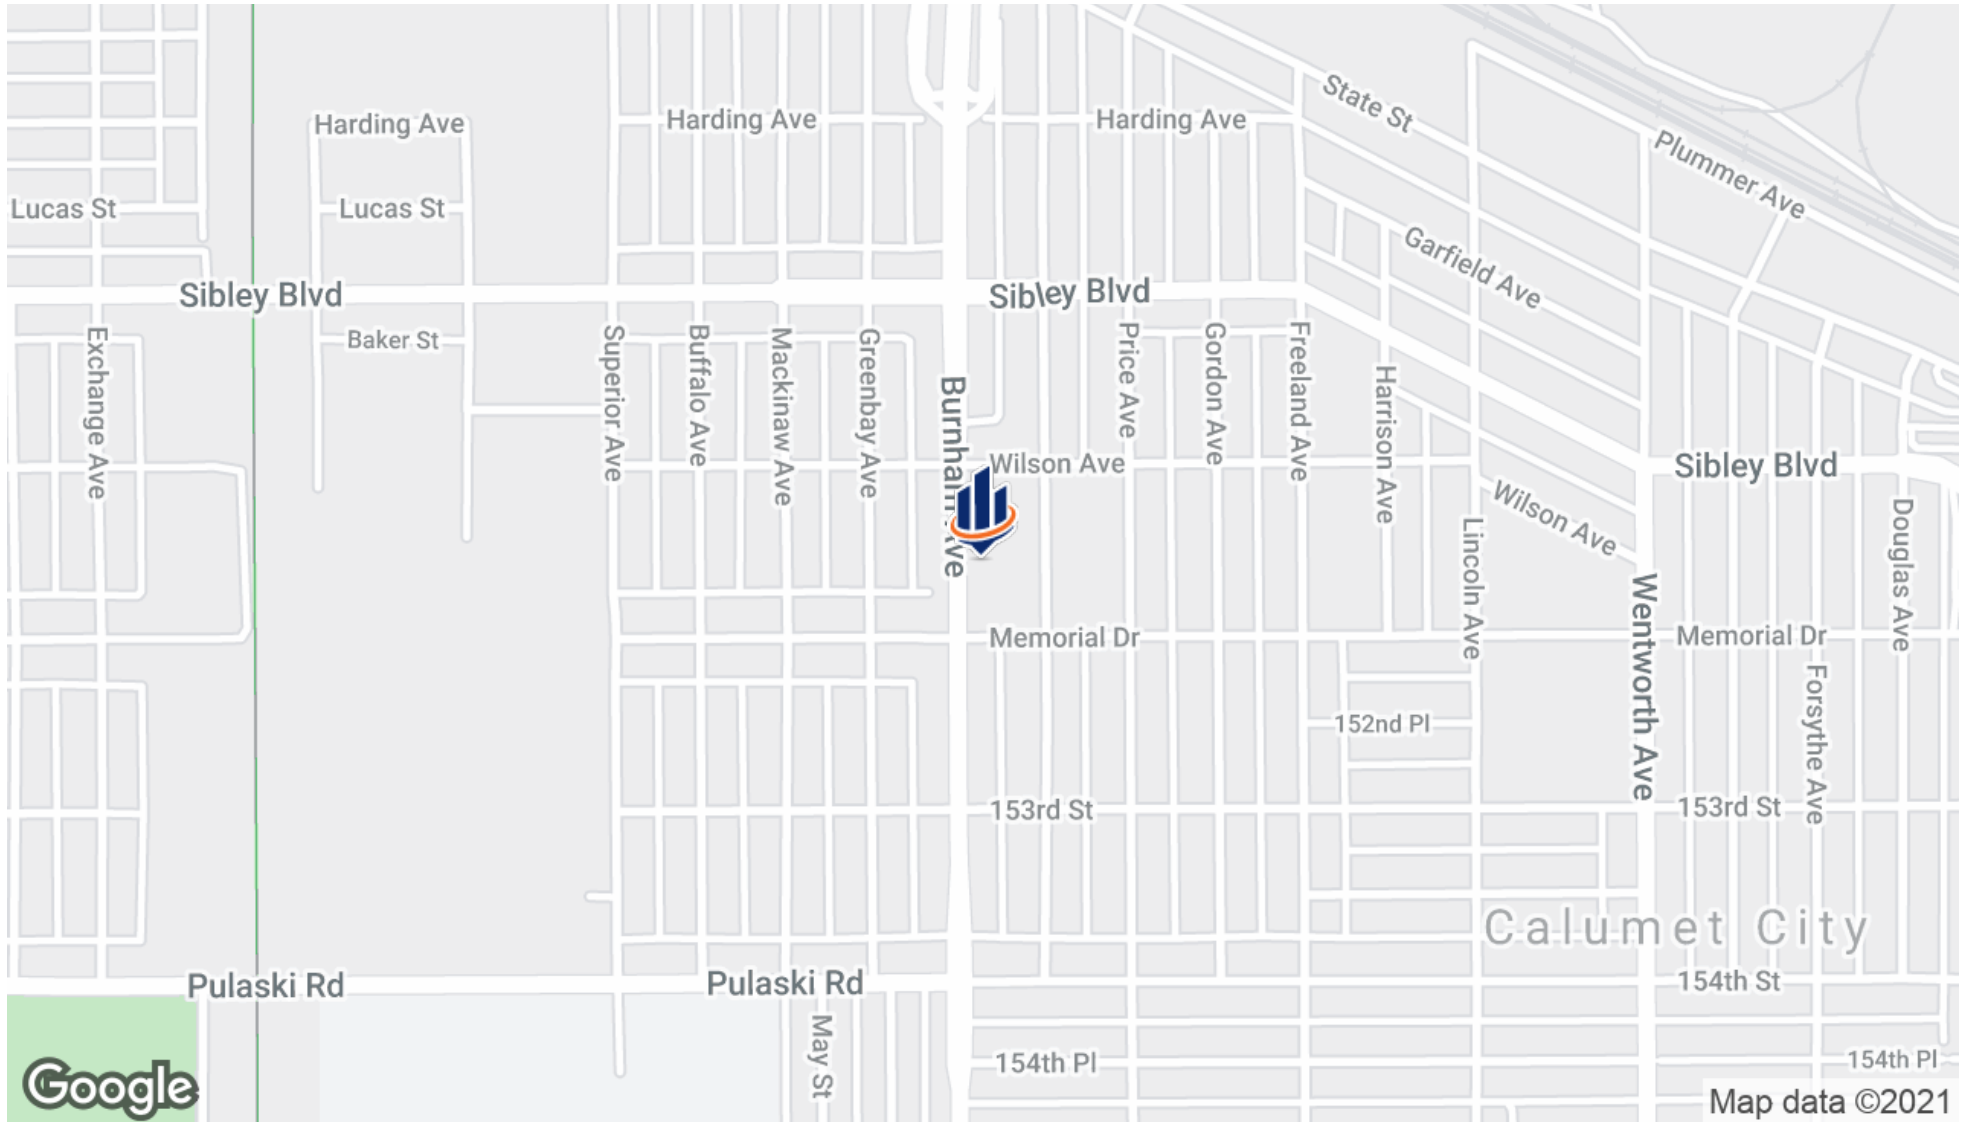 State St
Harding Ave
Harding Ave
Harding Ave
Plummer Ave
Lucas St
Lucas St
Garfield Ave
Sibley Blvd
Sibley Blvd
Baker St
Exchange Ave
Superior Ave
Buffalo Ave
Mackinaw Ave
Greenbay Ave
Burnham Ave
Price Ave
Gordon Ave
Freeland Ave
Harrison Ave
Wilson Ave
Sibley Blvd
Wilson Ave
Lincoln Ave
Douglas Ave
Wentworth Ave
Memorial Dr
Memorial Dr
Forsythe Ave
152nd Pl
153rd St
153rd St
Calumet City
Pulaski Rd
Pulaski Rd
154th St
May St
154th Pl
154th Pl
Google
Map data ©2021